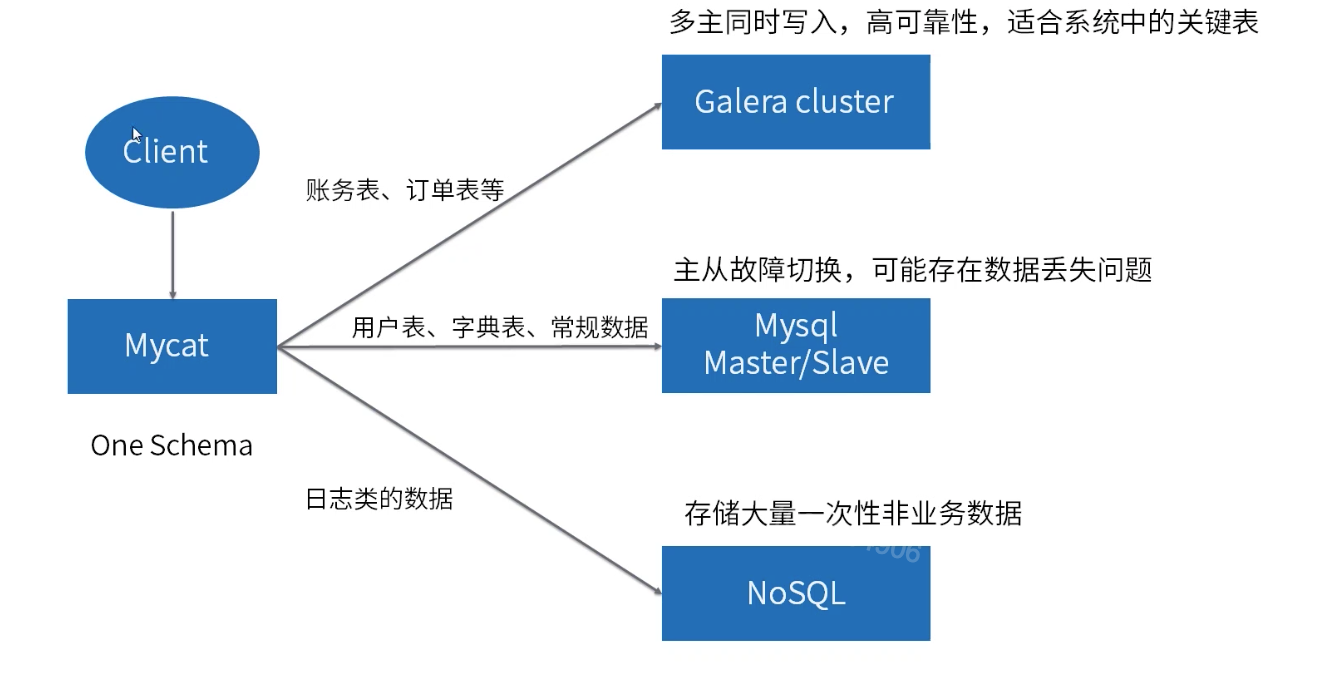 多主同时写入，高可靠性，适合系统中的关键表
Galera cluster
Client
账务表、订单表等
主从故障切换，可能存在数据丢失问题
用户表、字典表、常规数据
Mysql
Master/Slave
Mycat
One Schema
日志类的数据
存储大量一次性非业务数据
NoSQL